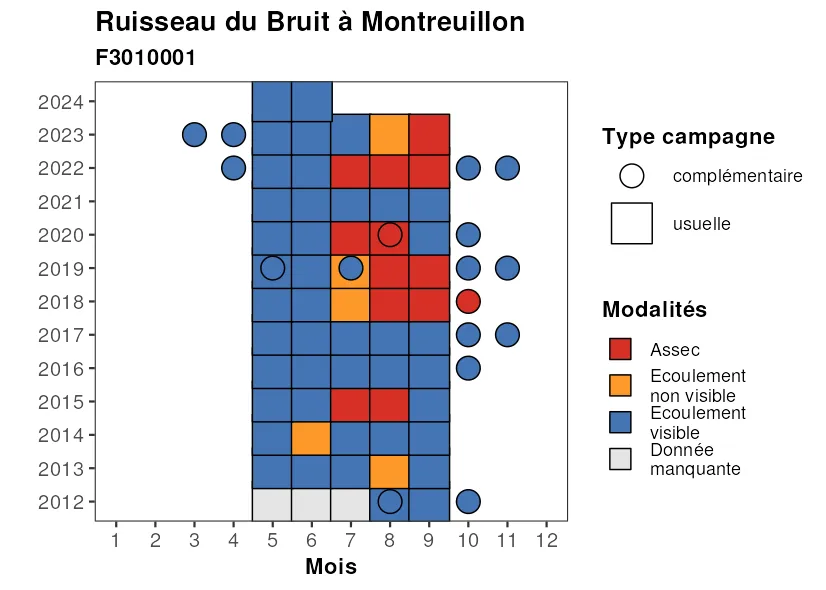 Ruisseau du Bruit à Montreuillon
F3010001
2024
2023
2022
2021
2020
2019
2018
2017
2016
2015
2014
2013
2012
1 2 3 4 5 6 7 8 9 10 11 12
Mois
Type campagne
complémentaire
usuelle
Modalités
Assec
Ecoulement
non visible
Ecoulement
visible
Donnée
manquante